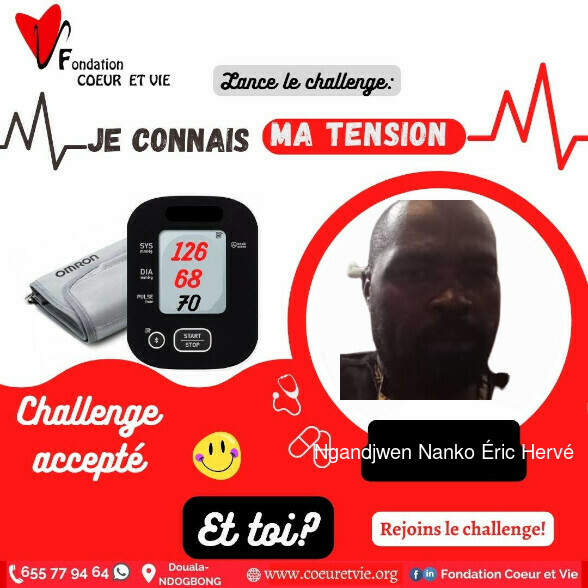 Fondation
COEUR ET VIE
Lance le challenge:
JE CONNAIS MA TENSION
OMRON
SYS
mmHg
126
DIA
mmHg
68
PULSE
70
START
STOP
Challenge
accepté
Ngandjwen Nanko Éric Hervé
Et toi?
Rejoins le challenge!
655 77 94 64
Douala-
NDOGBONG
www.coeuretvie.org
Fondation Coeur et Vie